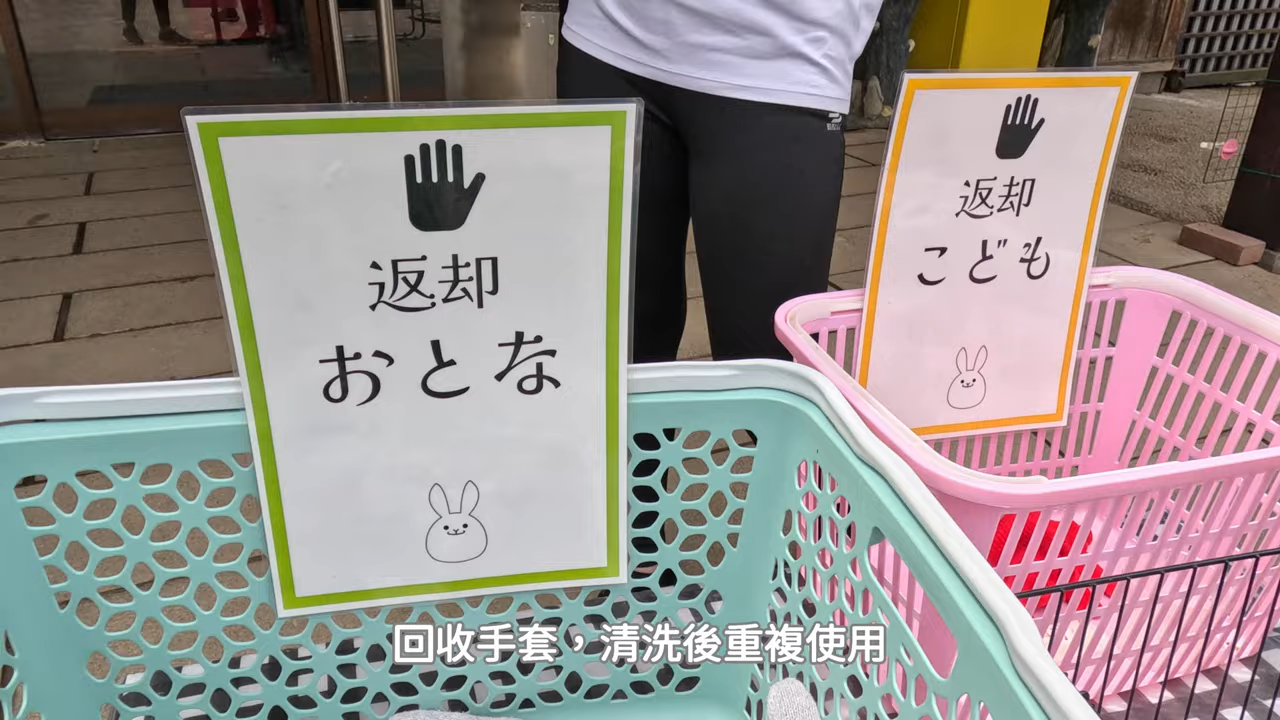 返却
おとな
返却
こども
回收手套，清洗後重複使用